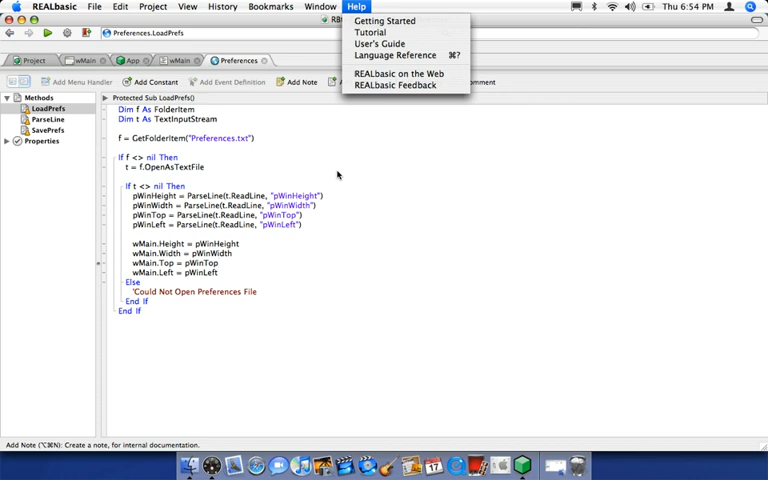 REALbasic File Edit View Project History Bookmarks Window Help Thu 6:54 PM
Preferences.LoadPrefs
Project wMain App wMain Preferences
Add Menu Handler Add Constant Add Event Definition Add Note
Getting Started
Tutorial
User's Guide
Language Reference ⌘?
REALbasic on the Web
REALbasic Feedback
Methods
LoadPrefs
ParseLine
SavePrefs
Properties
Protected Sub LoadPrefs()
Dim f As FolderItem
Dim t As TextInputStream
f = GetFolderItem("Preferences.txt")
If f <> nil Then
t = f.OpenAsTextFile
If t <> nil Then
pWinHeight = ParseLine(t.ReadLine, "pWinHeight")
pWinWidth = ParseLine(t.ReadLine, "pWinWidth")
pWinTop = ParseLine(t.ReadLine, "pWinTop")
pWinLeft = ParseLine(t.ReadLine, "pWinLeft")
wMain.Height = pWinHeight
wMain.Width = pWinWidth
wMain.Top = pWinTop
wMain.Left = pWinLeft
Else
'Could Not Open Preferences File
End If
End If
Add Note (⌥⌘N): Create a note, for internal documentation.
17